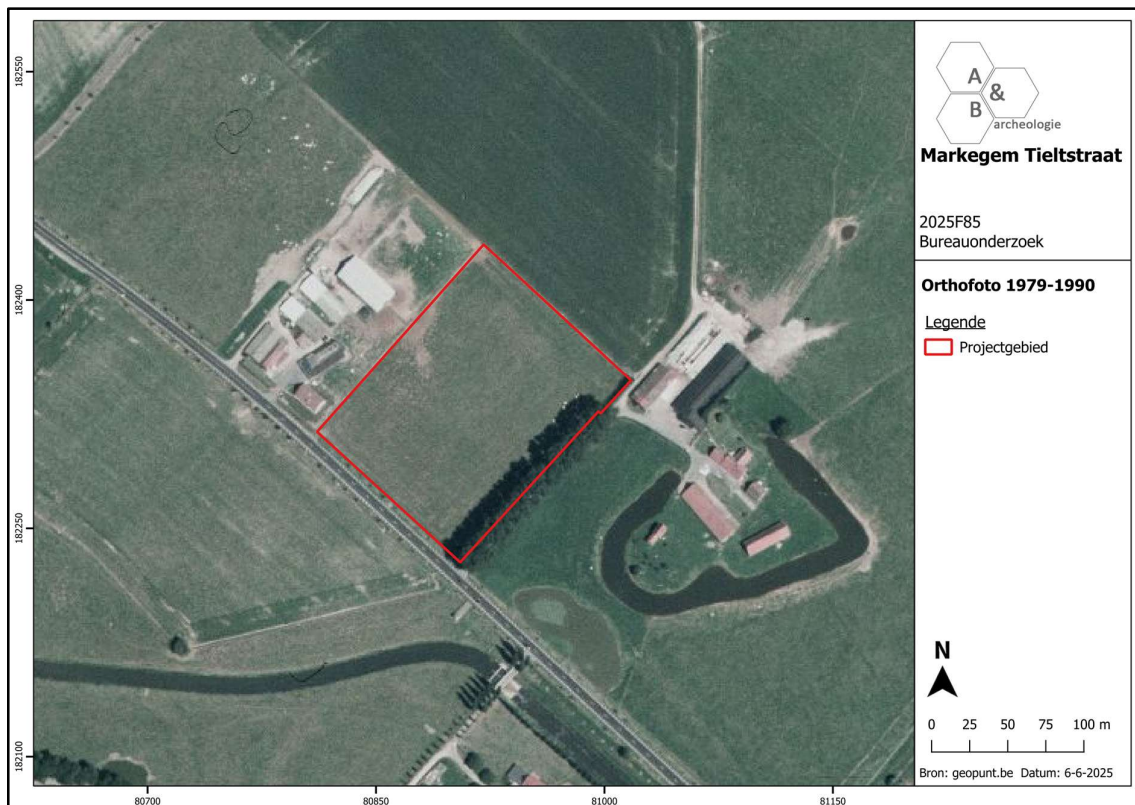 A
&
B
archeologie
Markegem Tieltstraat
2025F85
Bureauonderzoek
Orthofoto 1979-1990
Legende
Projectgebied
N
0 25 50 75 100 m
Bron: geopunt.be Datum: 6-6-2025
182550
182400
182250
182100
80700 80850 81000 81150